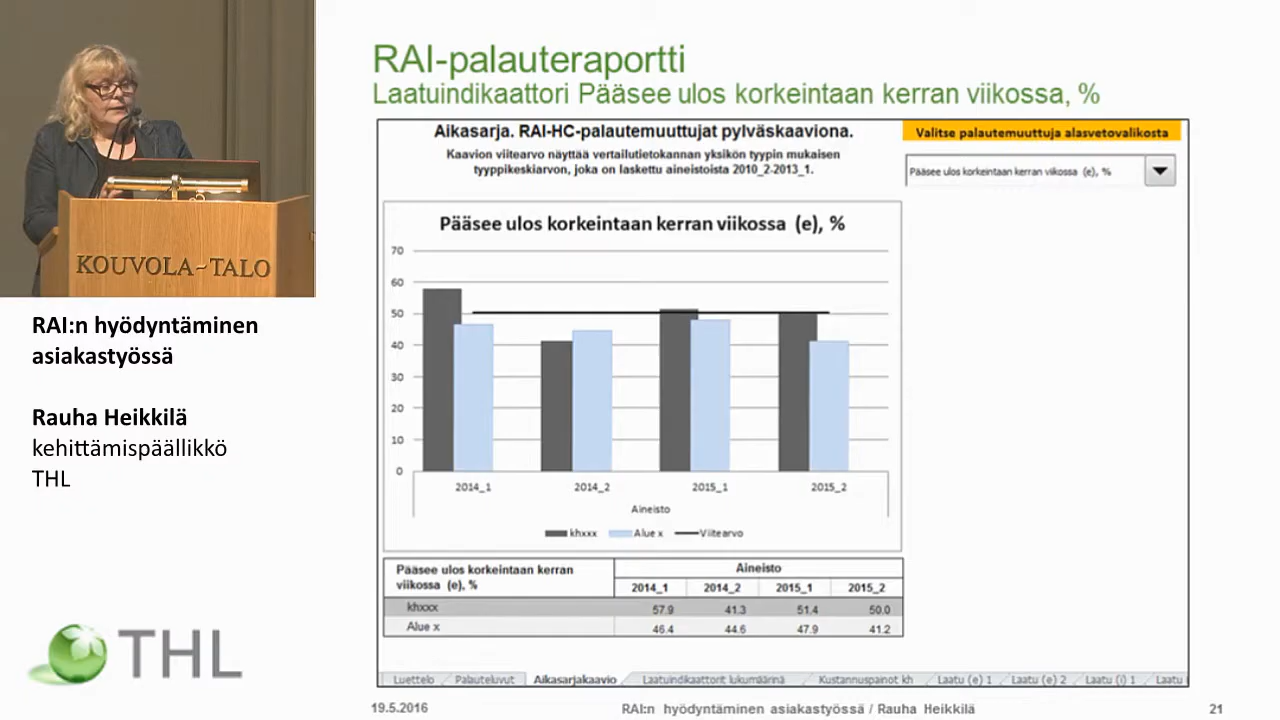 RAI-palauteraportti
Laatuindikaattori Pääsee ulos korkeintaan kerran viikossa, %
Aikasarja. RAI-HC-palautemuuttujat pylväskaaviona.
Kaavion viitearvo näyttää vertailutietokannan yksikön tyypin mukaisen
tyyppikeskiarvon, joka on laskettu aineistoista 2010_2-2013_1.
Valitse palautemuuttuja alasvetovalikosta
Pääsee ulos korkeintaan kerran vikossa (e), %
Pääsee ulos korkeintaan kerran viikossa (e), %
70
60
50
40
30
20
10
0
2014_1 2014_2 2015_1 2015_2
Aineisto
khxxx Alue x Viitearvo
Pääsee ulos korkeintaan kerran
viikossa (e), %
Aineisto
2014_1 2014_2 2015_1 2015_2
khxxx 57.9 41.3 51.4 50.0
Alue x 46.4 44.6 47.9 41.2
Luettelo Palauteluvut Aikasarjakaavio Laatuindikaattorit lukumäärinä Kustannuspainot kh Laatu (e) 1 Laatu (e) 2 Laatu (i) 1 Laatu
KOUVOLA-TALO
RAI:n hyödyntäminen
asiakastyössä
Rauha Heikkilä
kehittämispäällikkö
THL
THL
19.5.2016 RAI:n hyödyntäminen asiakastyössä / Rauha Heikkilä 21